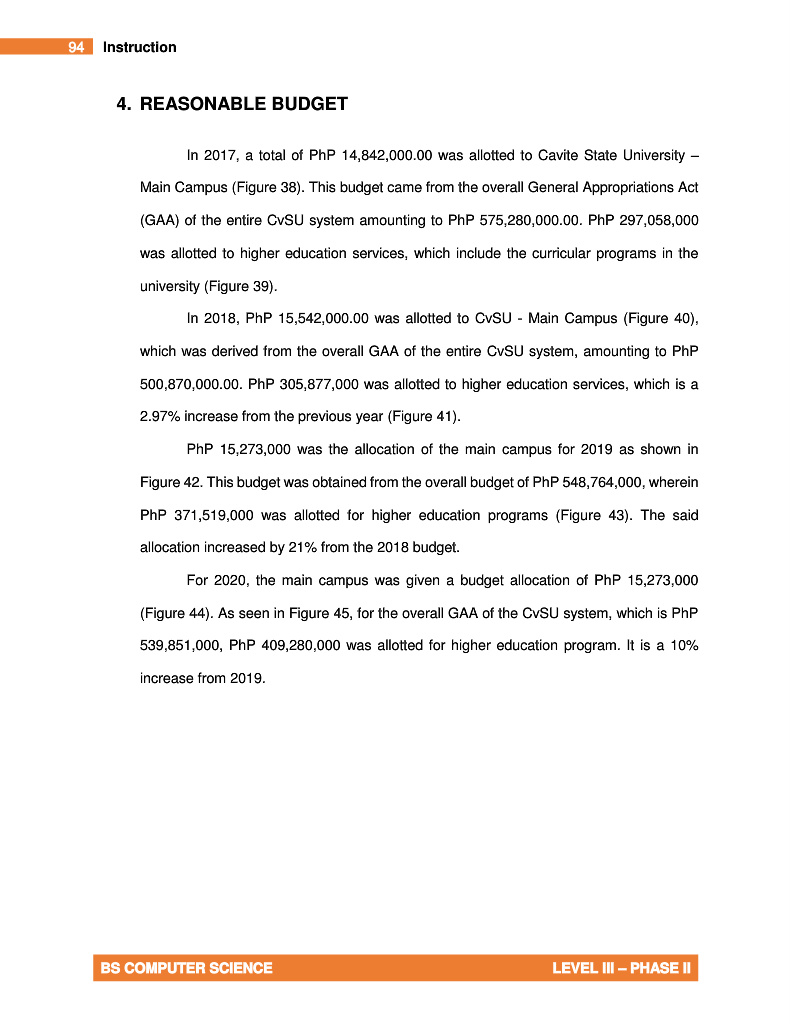 94 Instruction
4. REASONABLE BUDGET
In 2017, a total of PhP 14,842,000.00 was allotted to Cavite State University –
Main Campus (Figure 38). This budget came from the overall General Appropriations Act
(GAA) of the entire CvSU system amounting to PhP 575,280,000.00. PhP 297,058,000
was allotted to higher education services, which include the curricular programs in the
university (Figure 39).
In 2018, PhP 15,542,000.00 was allotted to CvSU - Main Campus (Figure 40),
which was derived from the overall GAA of the entire CvSU system, amounting to PhP
500,870,000.00. PhP 305,877,000 was allotted to higher education services, which is a
2.97% increase from the previous year (Figure 41).
PhP 15,273,000 was the allocation of the main campus for 2019 as shown in
Figure 42. This budget was obtained from the overall budget of PhP 548,764,000, wherein
PhP 371,519,000 was allotted for higher education programs (Figure 43). The said
allocation increased by 21% from the 2018 budget.
For 2020, the main campus was given a budget allocation of PhP 15,273,000
(Figure 44). As seen in Figure 45, for the overall GAA of the CvSU system, which is PhP
539,851,000, PhP 409,280,000 was allotted for higher education program. It is a 10%
increase from 2019.
BS COMPUTER SCIENCE LEVEL III – PHASE II